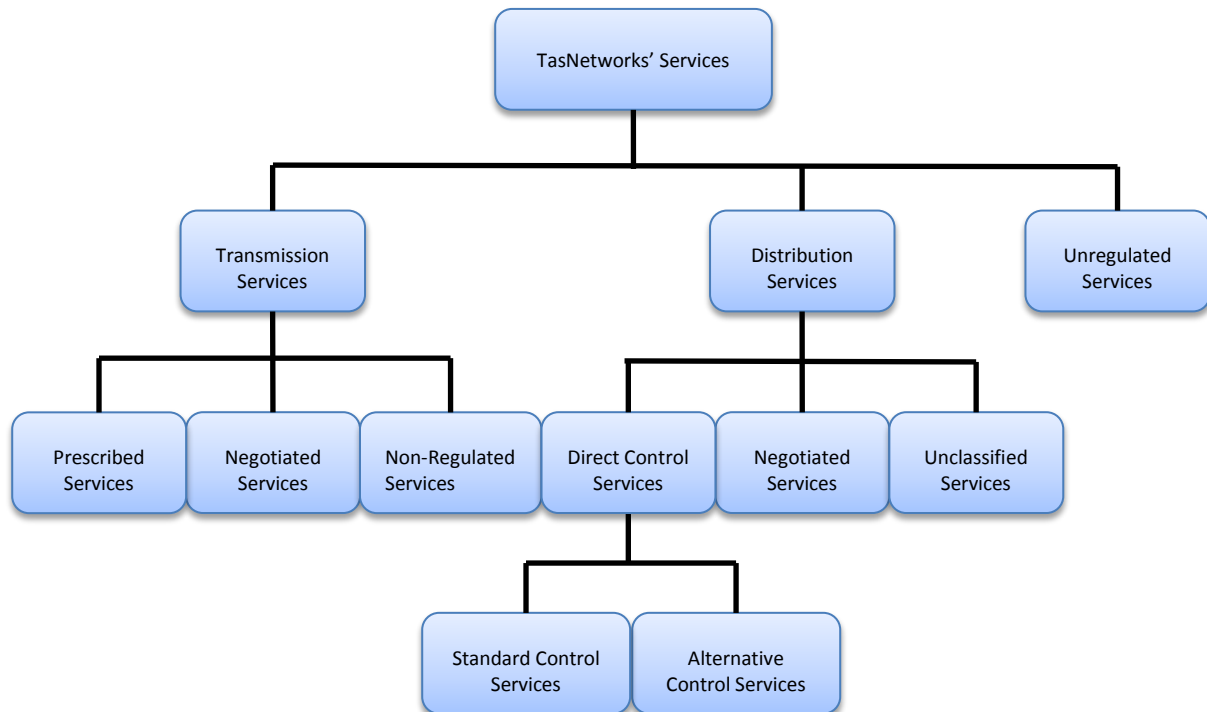 TasNetworks’ Services
Transmission
Services
Distribution
Services
Unregulated
Services
Prescribed
Services
Negotiated
Services
Non-Regulated
Services
Direct Control
Services
Negotiated
Services
Unclassified
Services
Standard Control
Services
Alternative
Control Services